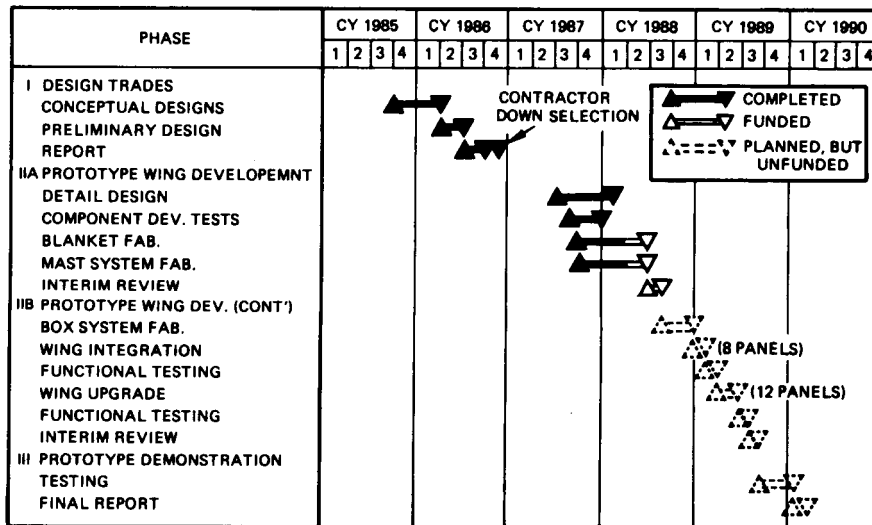 PHASE
CY 1985 CY 1986 CY 1987 CY 1988 CY 1989 CY 1990
1 2 3 4 1 2 3 4 1 2 3 4 1 2 3 4 1 2 3 4 1 2 3 4
I DESIGN TRADES
CONCEPTUAL DESIGNS
PRELIMINARY DESIGN
REPORT
CONTRACTOR
DOWN SELECTION
COMPLETED
FUNDED
PLANNED, BUT
UNFUNDED
IIA PROTOTYPE WING DEVELOPEMNT
DETAIL DESIGN
COMPONENT DEV. TESTS
BLANKET FAB.
MAST SYSTEM FAB.
INTERIM REVIEW
IIB PROTOTYPE WING DEV. (CONT')
BOX SYSTEM FAB.
WING INTEGRATION (8 PANELS)
FUNCTIONAL TESTING
WING UPGRADE (12 PANELS)
FUNCTIONAL TESTING
INTERIM REVIEW
III PROTOTYPE DEMONSTRATION
TESTING
FINAL REPORT